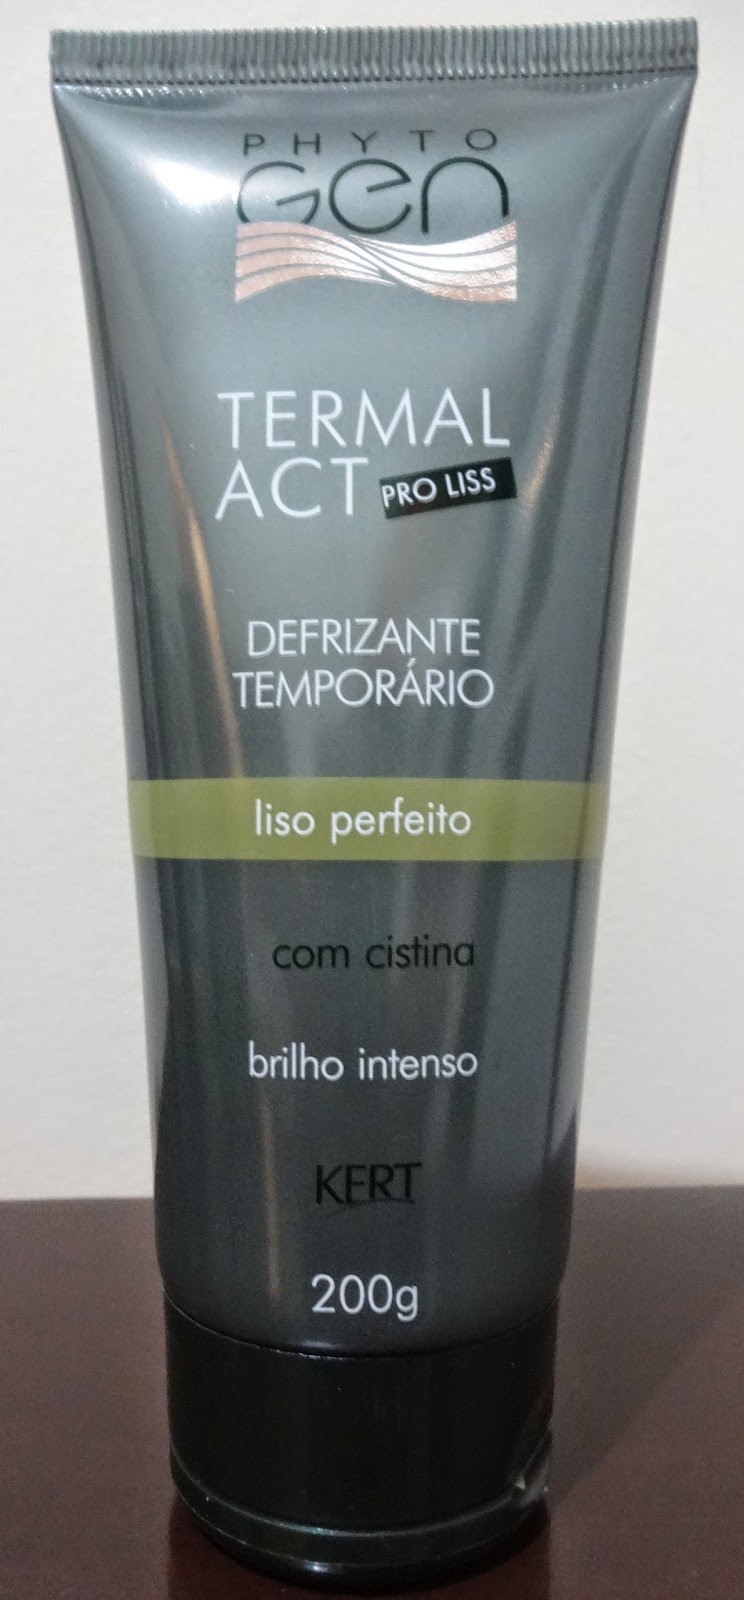 PHYTO
Gen
TERMAL
ACT PRO LISS
DEFRIZANTE
TEMPORÁRIO
liso perfeito
com cistina
brilho intenso
KERT
200g